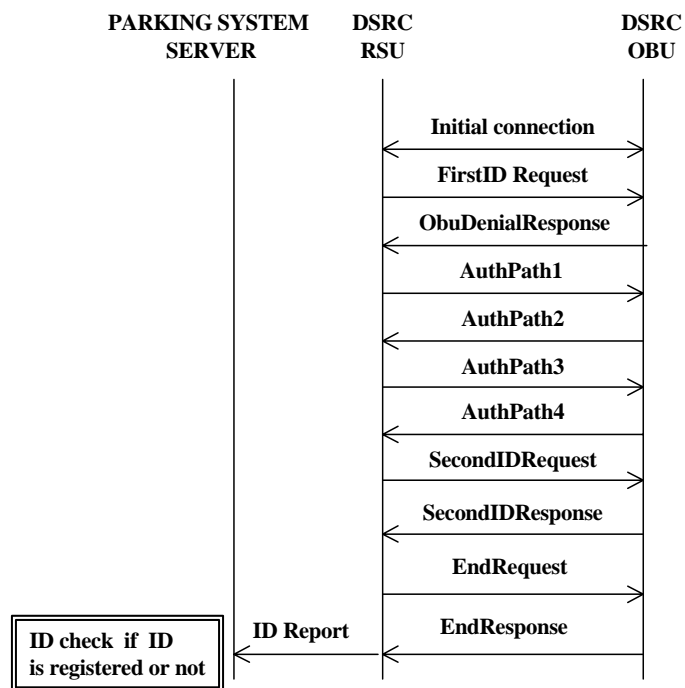 PARKING SYSTEM
SERVER
DSRC
RSU
DSRC
OBU
Initial connection
FirstID Request
ObuDenialResponse
AuthPath1
AuthPath2
AuthPath3
AuthPath4
SecondIDRequest
SecondIDResponse
EndRequest
EndResponse
ID Report
ID check if ID
is registered or not